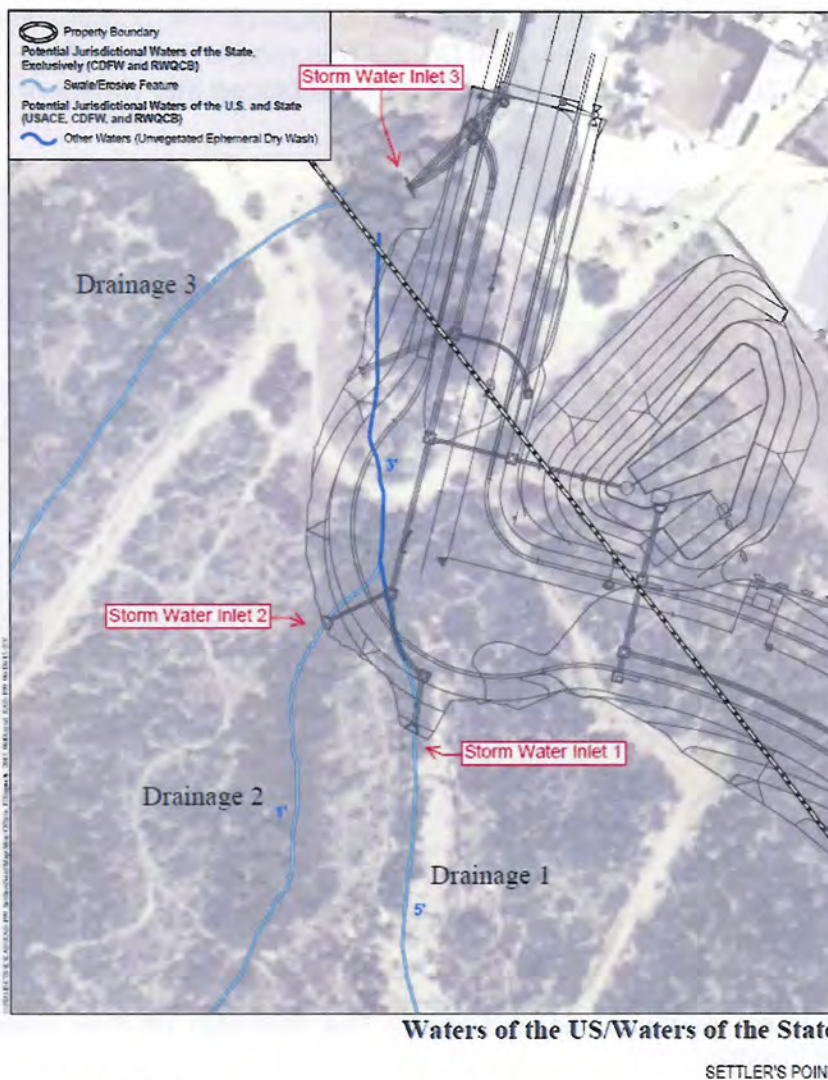 Property Boundary
Potential Jurisdictional Waters of the State,
Exclusively (CDFW and RWQCB)
Swale/Erosive Feature
Potential Jurisdictional Waters of the U.S. and State
(USACE, CDFW, and RWQCB)
Other Waters (Unvegetated Ephemeral Dry Wash)
Storm Water Inlet 3
Drainage 3
3'
Storm Water Inlet 2
Storm Water Inlet 1
Drainage 2
1'
Drainage 1
5'
Waters of the US/Waters of the State
SETTLER'S POIN